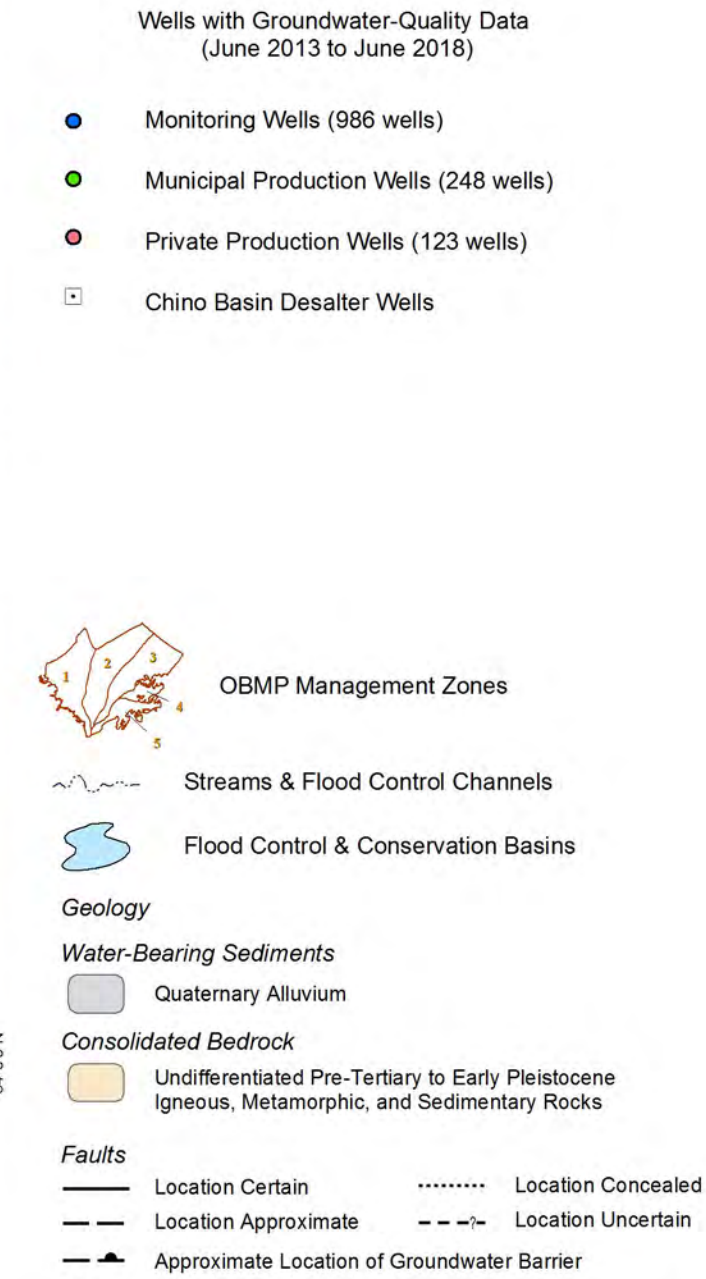 Wells with Groundwater-Quality Data
(June 2013 to June 2018)
Monitoring Wells (986 wells)
Municipal Production Wells (248 wells)
Private Production Wells (123 wells)
Chino Basin Desalter Wells
1
2
3
4
5
OBMP Management Zones
Streams & Flood Control Channels
Flood Control & Conservation Basins
Geology
Water-Bearing Sediments
Quaternary Alluvium
Consolidated Bedrock
Undifferentiated Pre-Tertiary to Early Pleistocene
Igneous, Metamorphic, and Sedimentary Rocks
Faults
Location Certain
Location Concealed
Location Approximate
?
Location Uncertain
Approximate Location of Groundwater Barrier